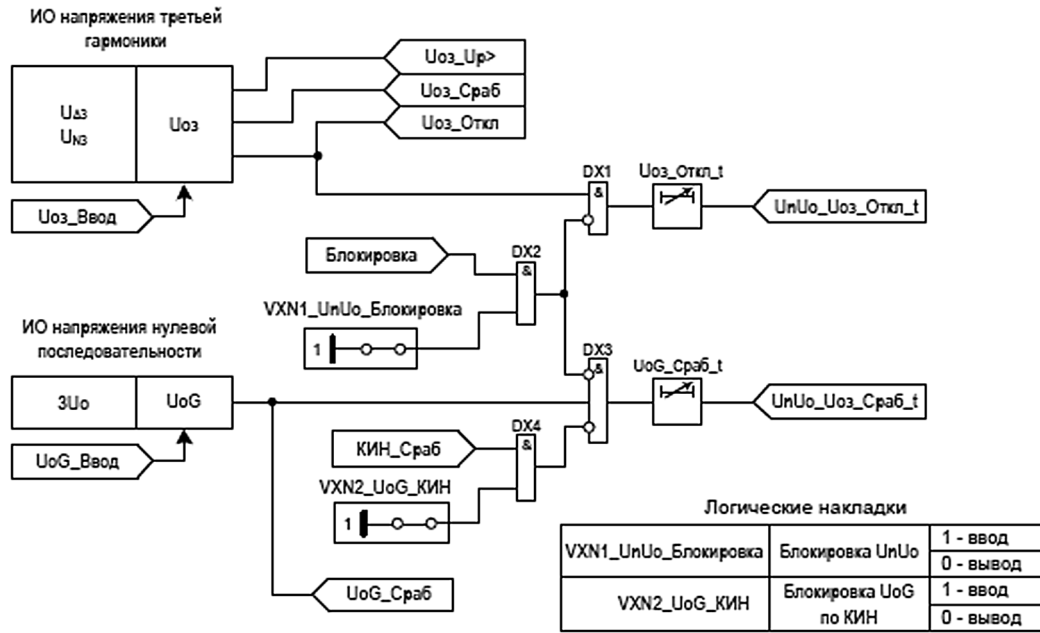 ИО напряжения третьей
гармоники
UΔ3
UN3
Uoз
Uoз_Up>
Uoз_Сраб
Uoз_Откл
Uoз_Ввод
DX1
&
Uoз_Откл_t
UnUo_Uoз_Откл_t
Блокировка
DX2
&
VXN1_UnUo_Блокировка
1
ИО напряжения нулевой
последовательности
3Uo
UoG
UoG_Ввод
DX3
&
UoG_Сраб_t
UnUo_Uoз_Сраб_t
КИН_Сраб
DX4
&
VXN2_UoG_КИН
1
UoG_Сраб
Логические накладки
VXN1_UnUo_Блокировка
Блокировка UnUo
1 - ввод
0 - вывод
VXN2_UoG_КИН
Блокировка UoG
по КИН
1 - ввод
0 - вывод